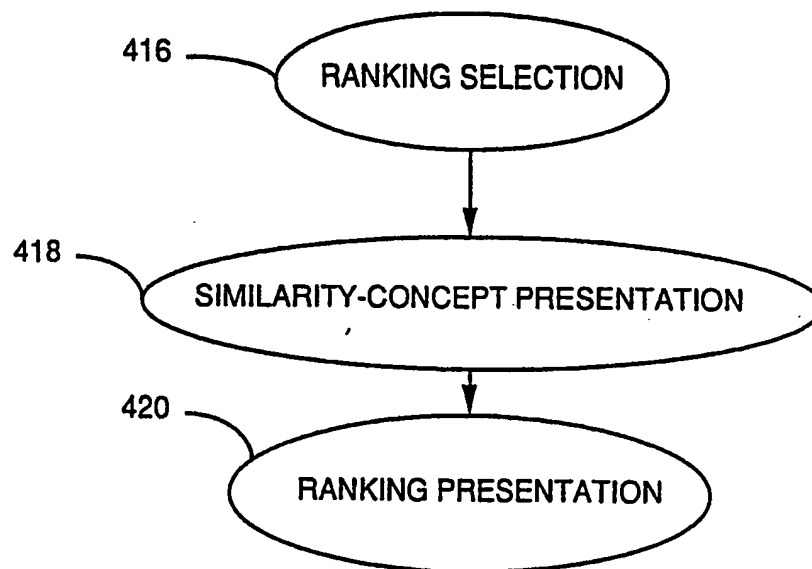 416
RANKING SELECTION
418
SIMILARITY-CONCEPT PRESENTATION
420
RANKING PRESENTATION